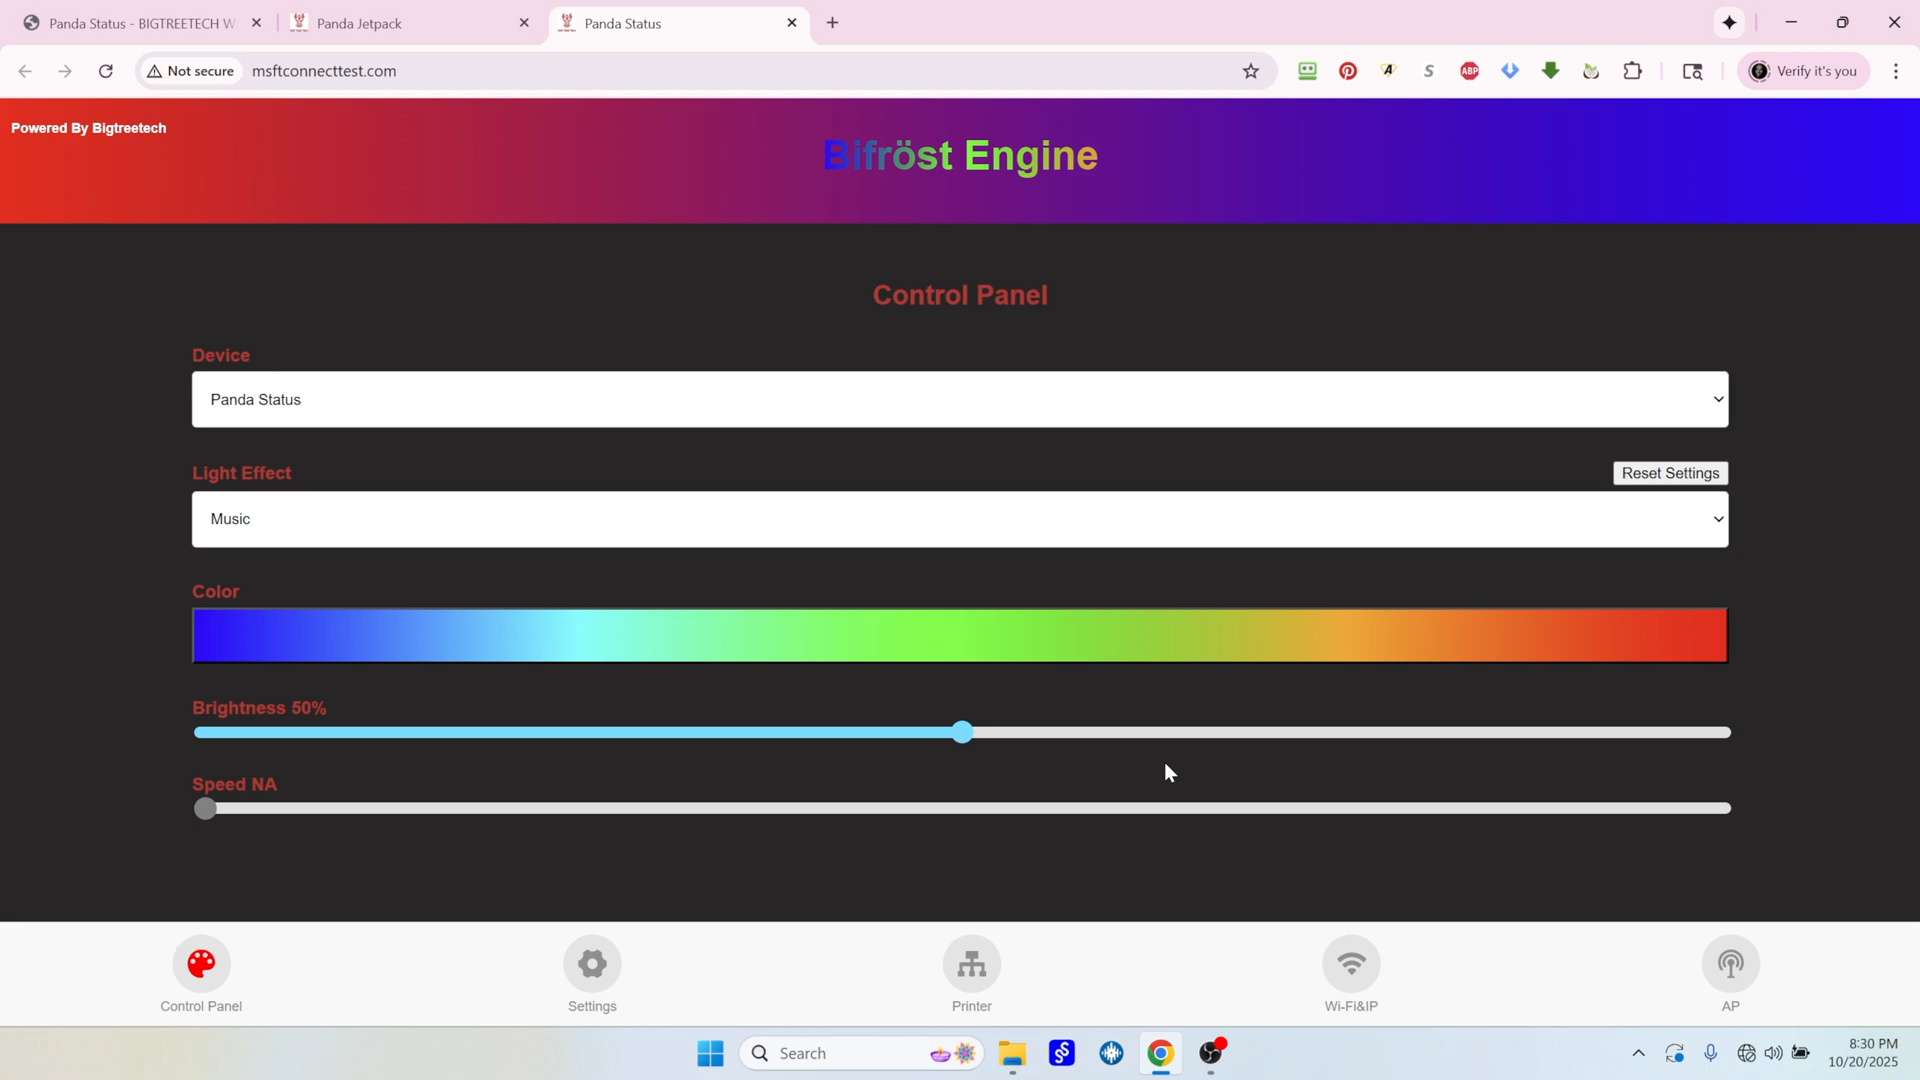 Panda Status - BIGTREETECH W
Panda Jetpack
Panda Status
Not secure
msftconnecttest.com
ABP
Verify it's you
Powered By Bigtreetech
Bifröst Engine
Control Panel
Device
Panda Status
Light Effect
Reset Settings
Music
Color
Brightness 50%
Speed NA
Control Panel
Settings
Printer
Wi-Fi&IP
AP
Search
8:30 PM
10/20/2025